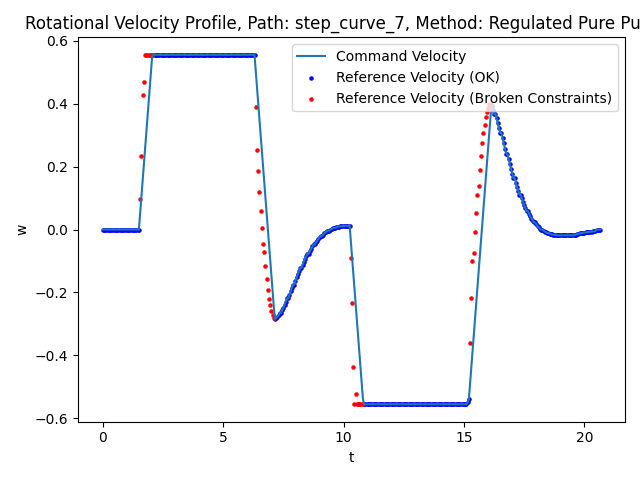 Rotational Velocity Profile, Path: step_curve_7, Method: Regulated Pure Pu
Command Velocity
Reference Velocity (OK)
Reference Velocity (Broken Constraints)
0.6
0.4
0.2
0.0
−0.2
−0.4
−0.6
w
0
5
10
15
20
t